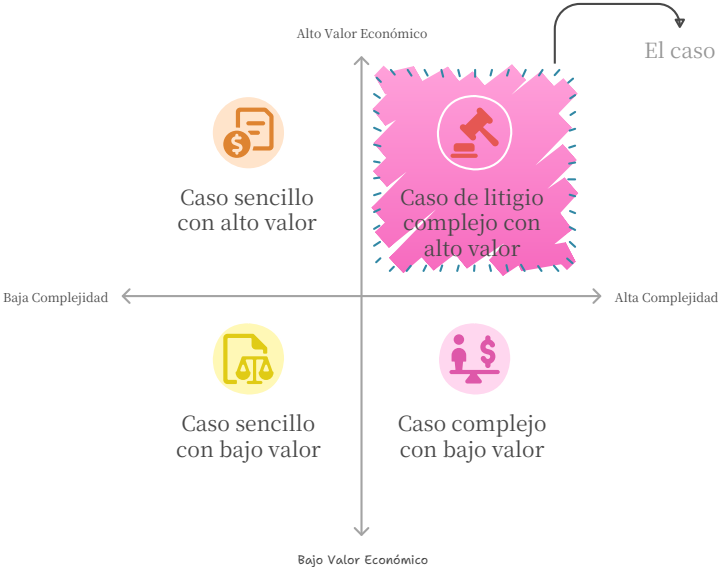 Alto Valor Económico
El caso
Caso sencillo
con alto valor
Caso de litigio
complejo con
alto valor
Baja Complejidad
Alta Complejidad
Caso sencillo
con bajo valor
Caso complejo
con bajo valor
Bajo Valor Económico